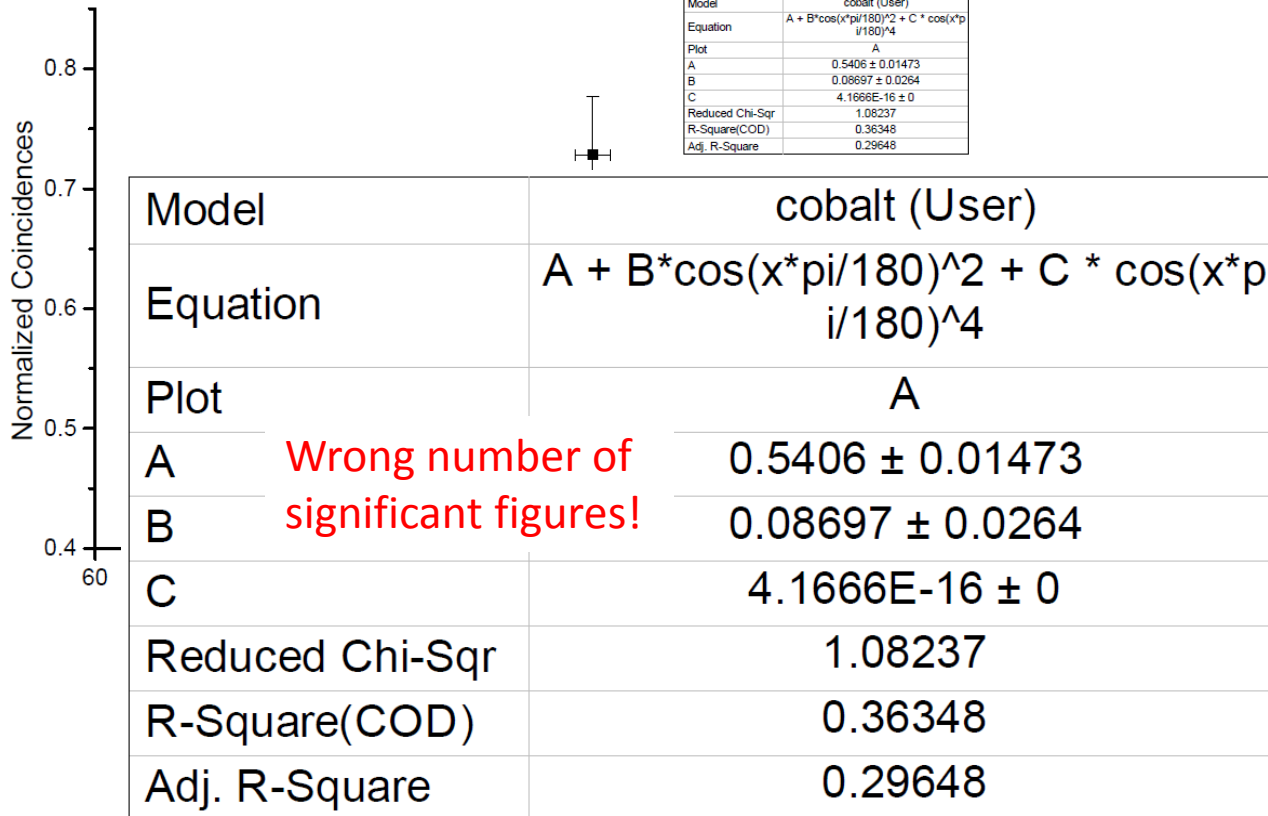 Model cobalt (User)
Equation A + B*cos(x*pi/180)^2 + C * cos(x*p
i/180)^4
Plot A
A 0.5406 ± 0.01473
B 0.08697 ± 0.0264
C 4.1666E-16 ± 0
Reduced Chi-Sqr 1.08237
R-Square(COD) 0.36348
Adj. R-Square 0.29648
Normalized Coincidences
0.8
0.7
0.6
0.5
0.4
60
Model cobalt (User)
Equation A + B*cos(x*pi/180)^2 + C * cos(x*p
i/180)^4
Plot A
A 0.5406 ± 0.01473
B 0.08697 ± 0.0264
C 4.1666E-16 ± 0
Reduced Chi-Sqr 1.08237
R-Square(COD) 0.36348
Adj. R-Square 0.29648
Wrong number of
significant figures!